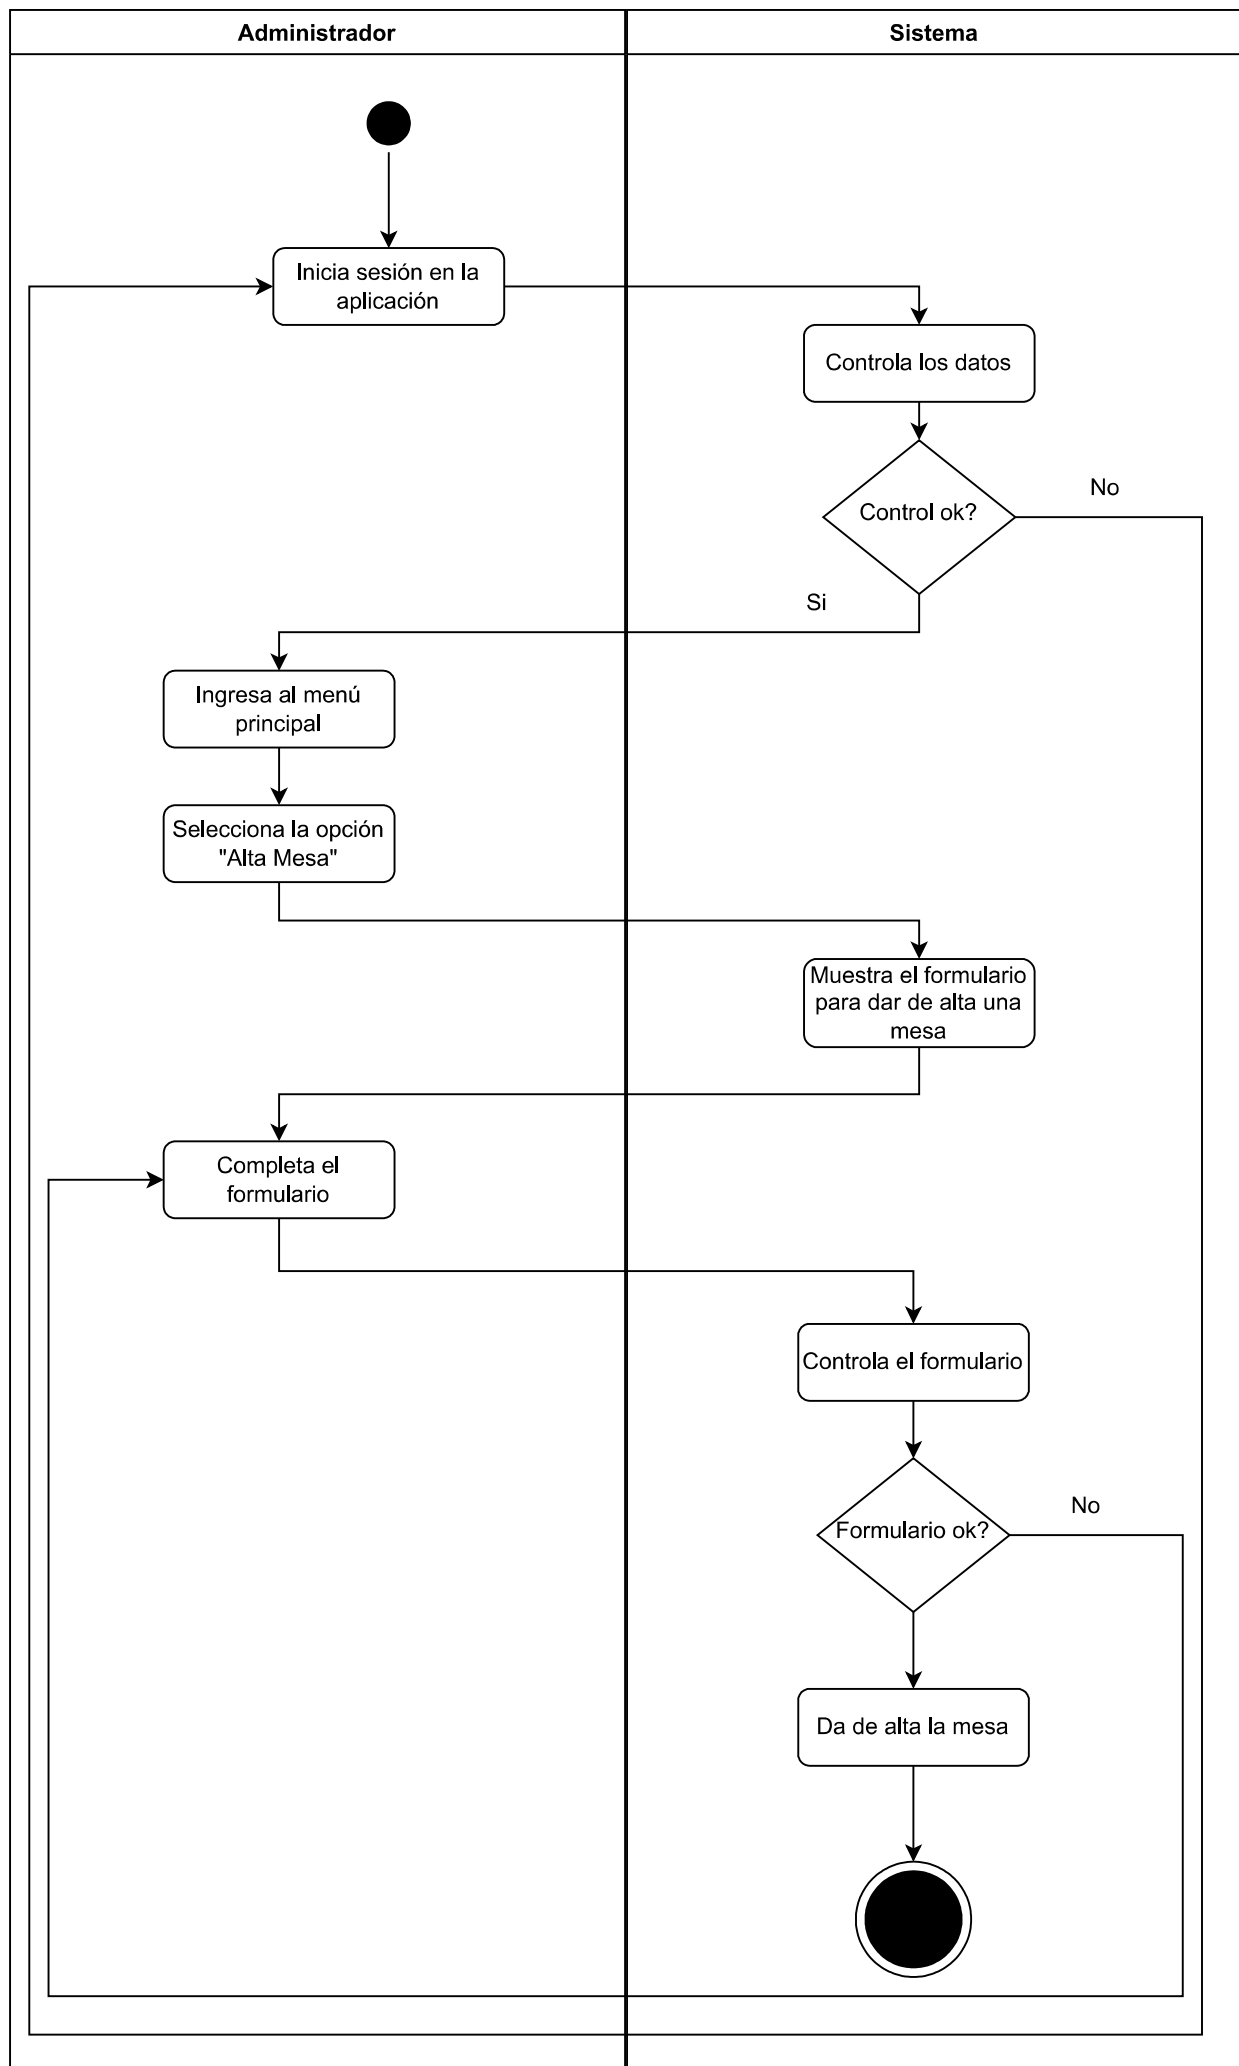 Administrador
Sistema
Inicia sesión en la
aplicación
Controla los datos
Control ok?
No
Si
Ingresa al menú
principal
Selecciona la opción
"Alta Mesa"
Muestra el formulario
para dar de alta una
mesa
Completa el
formulario
Controla el formulario
Formulario ok?
No
Da de alta la mesa